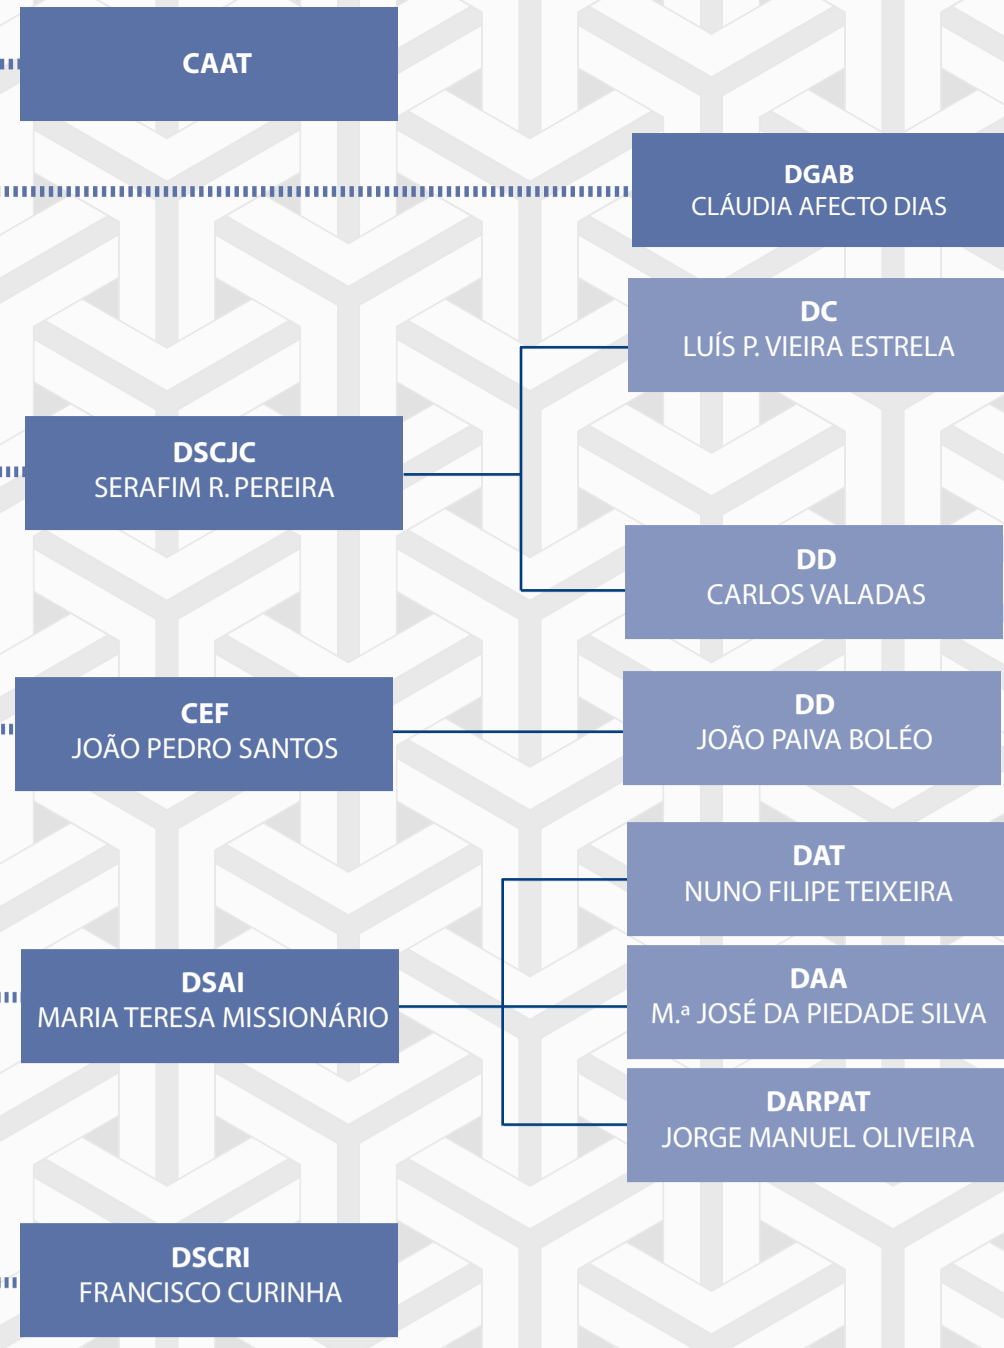 CAAT
DGAB
CLÁUDIA AFECTO DIAS
DC
LUÍS P. VIEIRA ESTRELA
DSCJC
SERAFIM R. PEREIRA
DD
CARLOS VALADAS
CEF
JOÃO PEDRO SANTOS
DD
JOÃO PAIVA BOLÉO
DAT
NUNO FILIPE TEIXEIRA
DSAI
MARIA TERESA MISSIONÁRIO
DAA
M.ª JOSÉ DA PIEDADE SILVA
DARPAT
JORGE MANUEL OLIVEIRA
DSCRI
FRANCISCO CURINHA